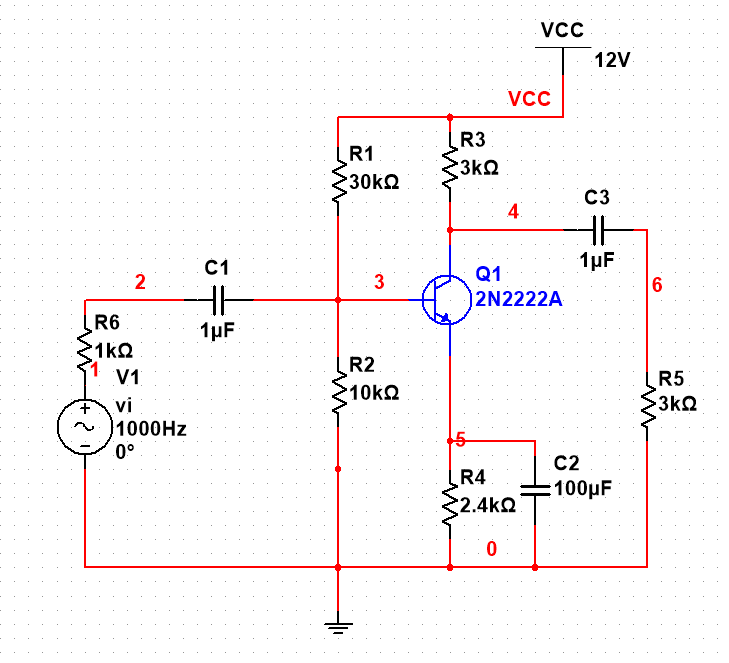 VCC
12V
VCC
R1
30kΩ
R3
3kΩ
4
C3
1µF
2
C1
1µF
3
Q1
2N2222A
6
R6
1kΩ
1
V1
vi
1000Hz
0°
R2
10kΩ
R5
3kΩ
5
R4
2.4kΩ
C2
100µF
0